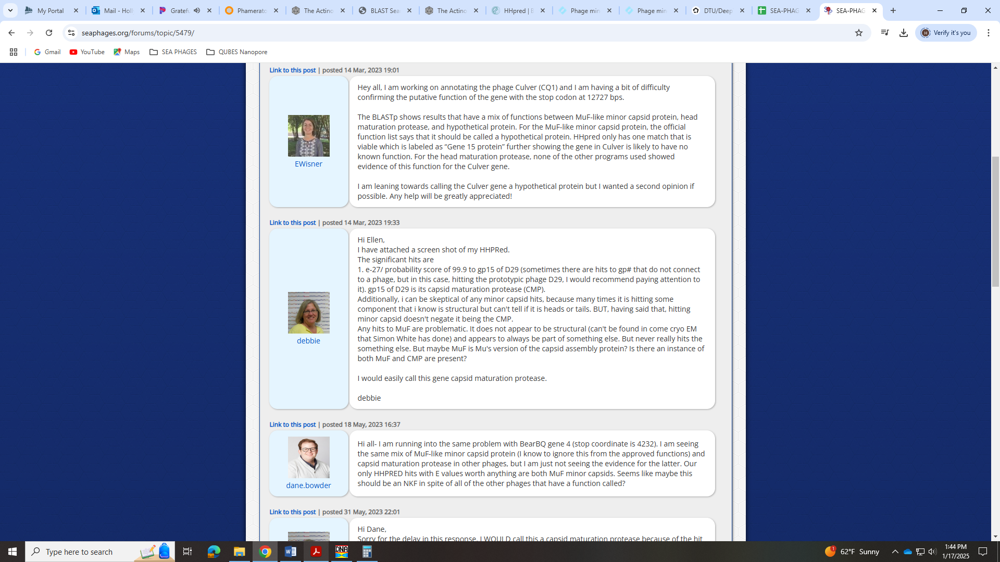 My Portal
Mail - Holl
Gratefu
Phamerato
The Actino
BLAST Sea
The Actino
HHpred | B
Phage min
Phage min
DTU/Deep
SEA-PHAG
SEA-PHAG
seaphages.org/forums/topic/5479/
Verify it's you
Gmail
YouTube
Maps
SEA PHAGES
QUBES Nanopore
Link to this post | posted 14 Mar, 2023 19:01
EWisner
Hey all, I am working on annotating the phage Culver (CQ1) and I am having a bit of difficulty
confirming the putative function of the gene with the stop codon at 12727 bps.
The BLASTp shows results that have a mix of functions between MuF-like minor capsid protein, head
maturation protease, and hypothetical protein. For the MuF-like minor capsid protein, the official
function list says that it should be called a hypothetical protein. HHpred only has one match that is
viable which is labeled as “Gene 15 protein” further showing the gene in Culver is likely to have no
known function. For the head maturation protease, none of the other programs used showed
evidence of this function for the Culver gene.
I am leaning towards calling the Culver gene a hypothetical protein but I wanted a second opinion if
possible. Any help will be greatly appreciated!
Link to this post | posted 14 Mar, 2023 19:33
debbie
Hi Ellen,
I have attached a screen shot of my HHPRed.
The significant hits are
1. e-27/ probability score of 99.9 to gp15 of D29 (sometimes there are hits to gp# that do not connect
to a phage, but in this case, hitting the prototypic phage D29, I would recommend paying attention to
it). gp15 of D29 is its capsid maturation protease (CMP).
Additionally, i can be skeptical of any minor capsid hits, because many times it is hitting some
component that i know is structural but can't tell if it is heads or tails. BUT, having said that, hitting
minor capsid doesn't negate it being the CMP.
Any hits to MuF are problematic. It does not appear to be structural (can't be found in come cryo EM
that Simon White has done) and appears to always be part of something else. But never really hits the
something else. But maybe MuF is Mu's version of the capsid assembly protein? Is there an instance of
both MuF and CMP are present?
I would easily call this gene capsid maturation protease.
debbie
Link to this post | posted 18 May, 2023 16:37
dane.bowder
Hi all- I am running into the same problem with BearBQ gene 4 (stop coordinate is 4232). I am seeing
the same mix of MuF-like minor capsid protein (I know to ignore this from the approved functions) and
capsid maturation protease in other phages, but I am just not seeing the evidence for the latter. Our
only HHPRED hits with E values worth anything are both MuF minor capsids. Seems like maybe this
should be an NKF in spite of all of the other phages that have a function called?
Link to this post | posted 31 May, 2023 22:01
Hi Dane,
Sorry for the delay in this response. I WOULD call this a capsid maturation protease because of the hit
Type here to search
DNA
1
62°F Sunny
1:44 PM
1/17/2025